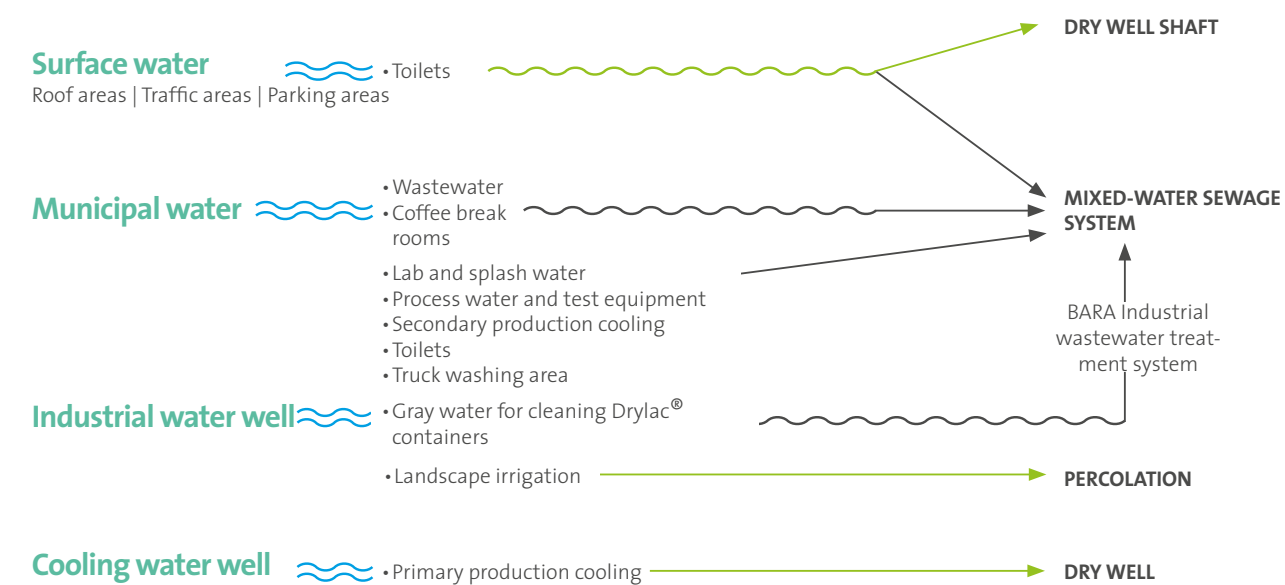 DRY WELL SHAFT
Surface water
• Toilets
Roof areas | Traffic areas | Parking areas
• Wastewater
Municipal water
• Coffee break
rooms
MIXED-WATER SEWAGE
SYSTEM
• Lab and splash water
• Process water and test equipment
• Secondary production cooling
• Toilets
• Truck washing area
BARA Industrial
wastewater treat-
ment system
Industrial water well
• Gray water for cleaning Drylac®
containers
• Landscape irrigation
PERCOLATION
Cooling water well
• Primary production cooling
DRY WELL